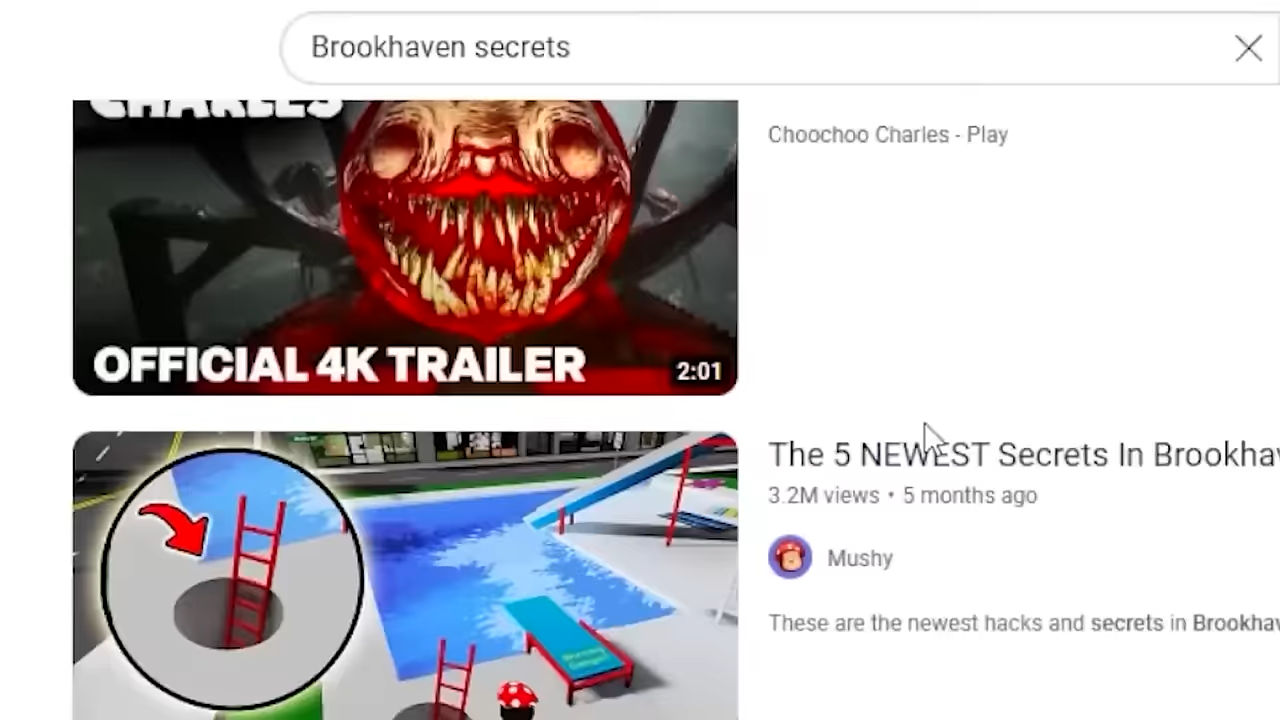 Brookhaven secrets
CHARLES
Choochoo Charles - Play
OFFICIAL 4K TRAILER
2:01
The 5 NEWEST Secrets In Brookha
3.2M views • 5 months ago
Mushy
These are the newest hacks and secrets in Brookha